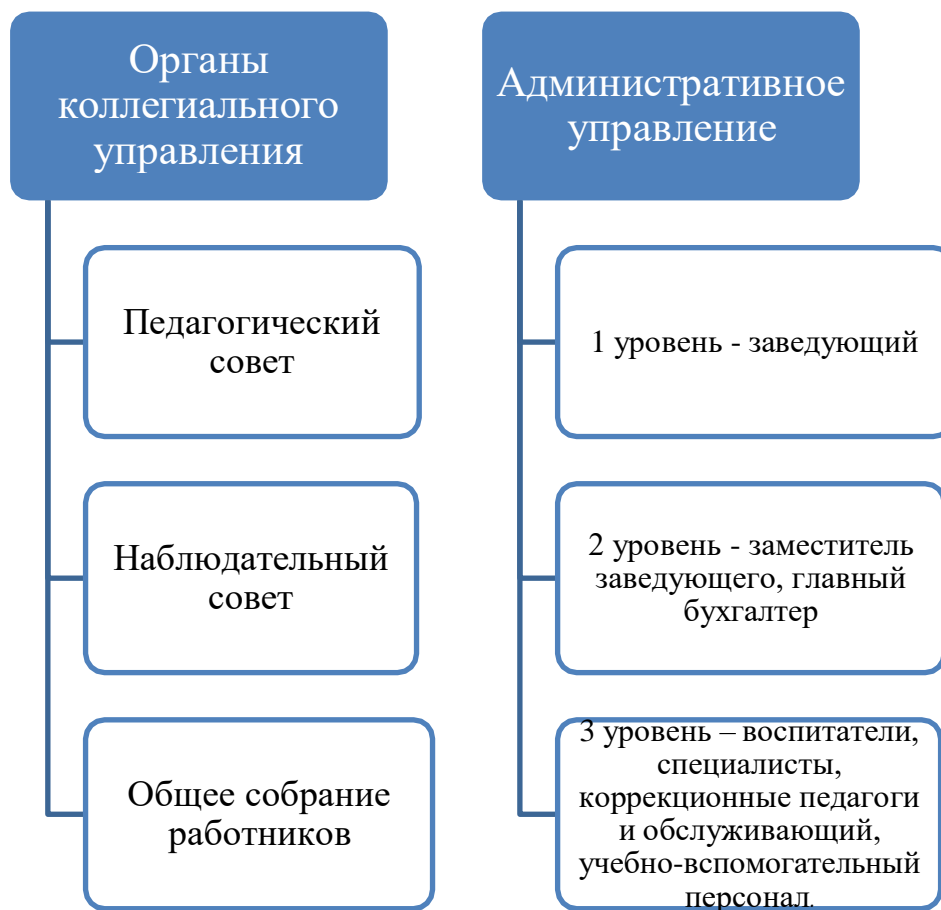 Органы
коллегиального
управления
Педагогический
совет
Наблюдательный
совет
Общее собрание
работников
Административное
управление
1 уровень - заведующий
2 уровень - заместитель
заведующего, главный
бухгалтер
3 уровень – воспитатели,
специалисты,
коррекционные педагоги
и обслуживающий,
учебно-вспомогательный
персонал.